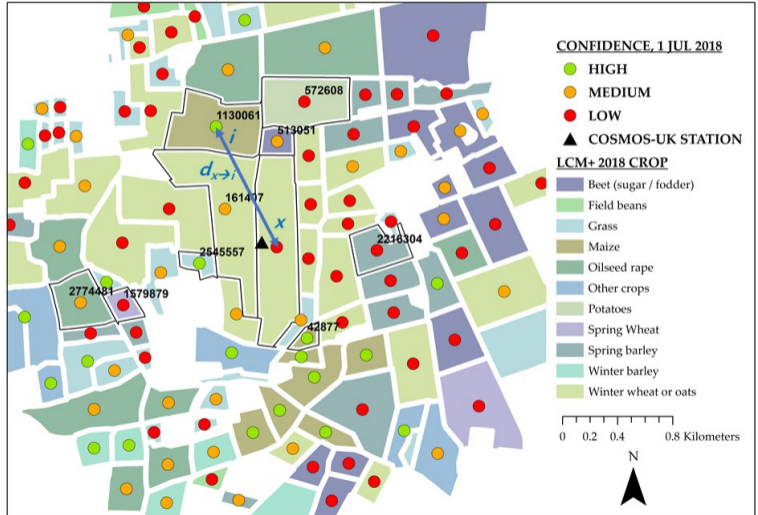 CONFIDENCE, 1 JUL 2018
HIGH
MEDIUM
LOW
COSMOS-UK STATION
LCM+ 2018 CROP
Beet (sugar / fodder)
Field beans
Grass
Maize
Oilseed rape
Other crops
Potatoes
Spring Wheat
Spring barley
Winter barley
Winter wheat or oats
0 0.2 0.4 0.8 Kilometers
N
572608
1130061
i
513051
dx→i
161407
x
2216304
2545557
2774481
1579879
42877